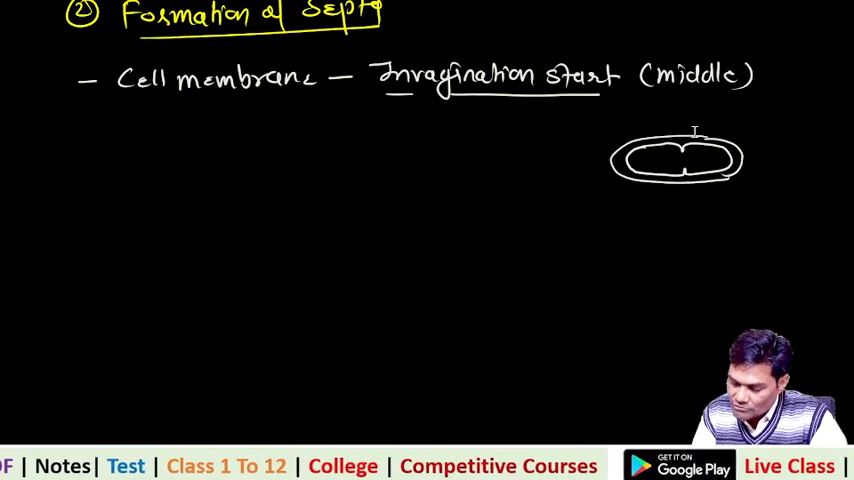 ② Formation of Septa
- Cell membrane - Invagination start (middle)
F | Notes| Test | Class 1 To 12 | College | Competitive Courses GET IT ON Google Play Live Class |